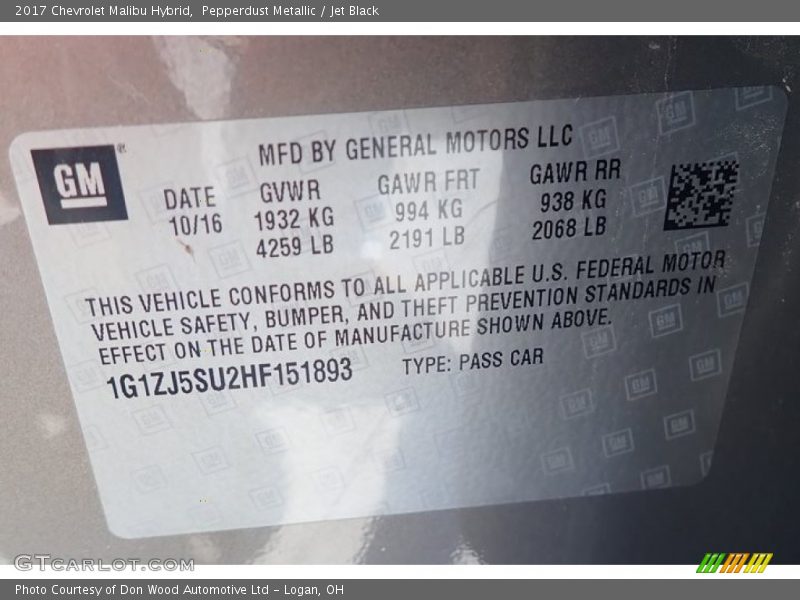 2017 Chevrolet Malibu Hybrid,  Pepperdust Metallic / Jet Black
GM®
MFD BY GENERAL MOTORS LLC
DATE GVWR GAWR FRT GAWR RR
10/16 1932 KG 994 KG 938 KG
4259 LB 2191 LB 2068 LB
THIS VEHICLE CONFORMS TO ALL APPLICABLE U.S. FEDERAL MOTOR
VEHICLE SAFETY, BUMPER, AND THEFT PREVENTION STANDARDS IN
EFFECT ON THE DATE OF MANUFACTURE SHOWN ABOVE.
1G1ZJ5SU2HF151893 TYPE: PASS CAR
GTcarlot.com
Photo Courtesy of Don Wood Automotive Ltd - Logan, OH